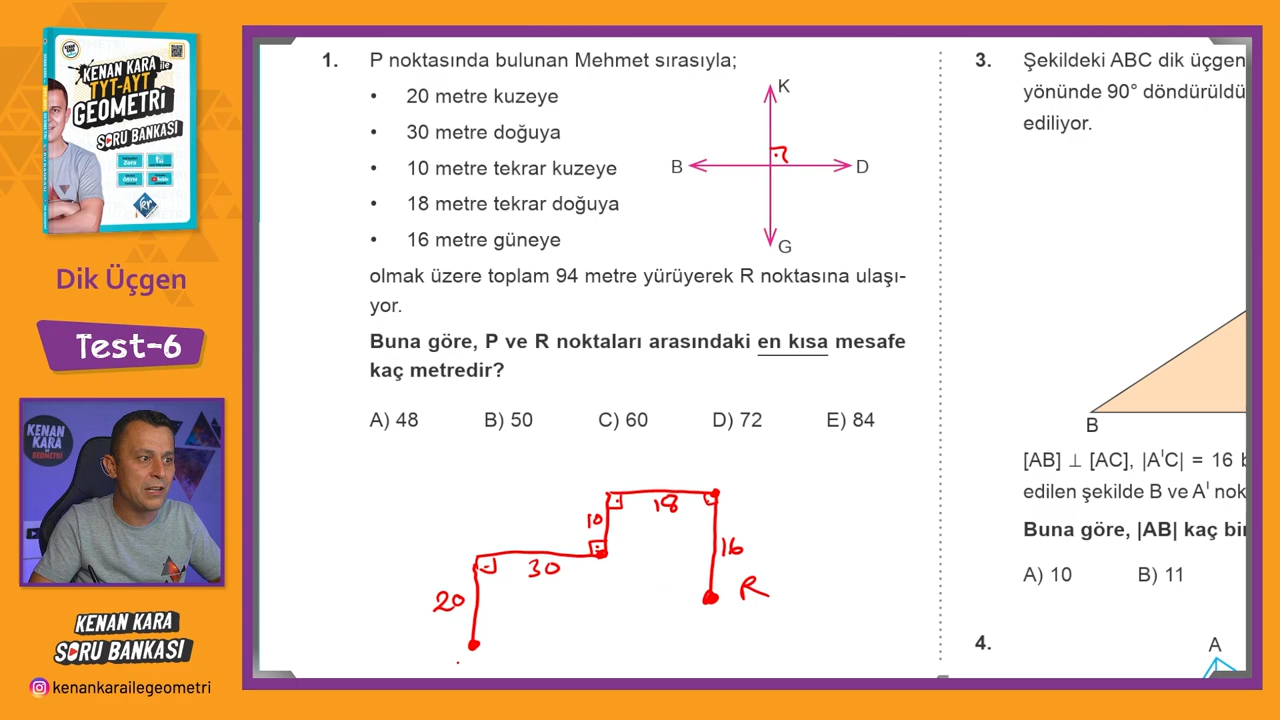 KENAN KARA ile
TYT-AYT
GEOMETRİ
SORU BANKASI
Dik Üçgen
Test-6
KENAN
KARA
GEOMETRİ
KENAN KARA
SORU BANKASI
kenankarailegeometri
1. P noktasında bulunan Mehmet sırasıyla;
• 20 metre kuzeye
• 30 metre doğuya
• 10 metre tekrar kuzeye
• 18 metre tekrar doğuya
• 16 metre güneye
olmak üzere toplam 94 metre yürüyerek R noktasına ulaşı-
yor.
Buna göre, P ve R noktaları arasındaki en kısa mesafe
kaç metredir?
A) 48 B) 50 C) 60 D) 72 E) 84
K
B D
G
10 18
16
30
20 R
3. Şekildeki ABC dik üçgen
yönünde 90° döndürüldü
ediliyor.
B
[AB] ⊥ [AC], |A'C| = 16 b
edilen şekilde B ve A' nok
Buna göre, |AB| kaç bir
A) 10 B) 11
4.
A